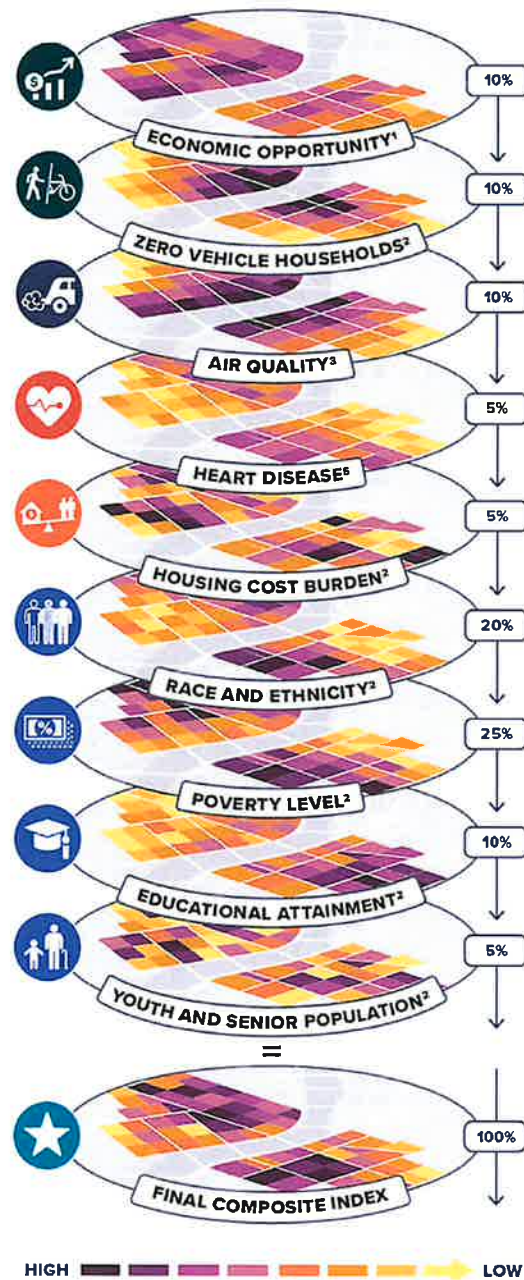 10%
ECONOMIC OPPORTUNITY¹
10%
ZERO VEHICLE HOUSEHOLDS²
10%
AIR QUALITY³
5%
HEART DISEASE⁵
5%
HOUSING COST BURDEN²
20%
RACE AND ETHNICITY²
25%
POVERTY LEVEL²
10%
EDUCATIONAL ATTAINMENT²
5%
YOUTH AND SENIOR POPULATION²
=
100%
FINAL COMPOSITE INDEX
HIGH LOW